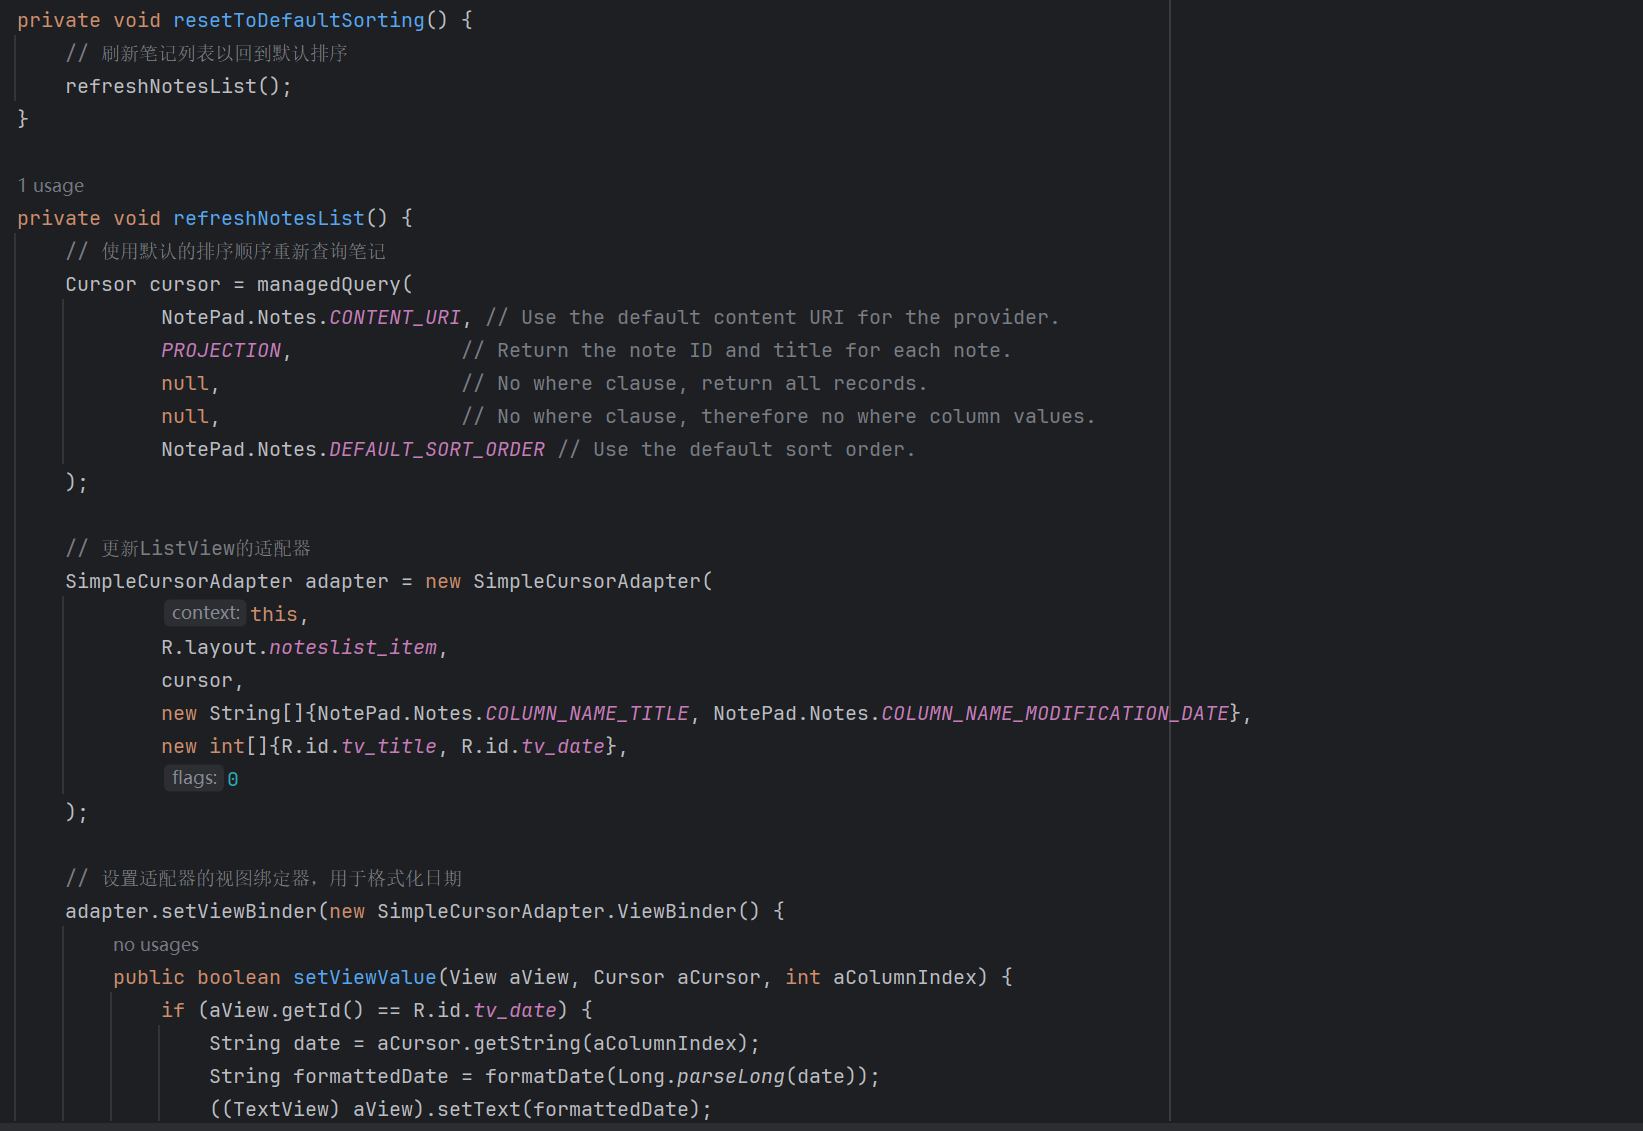 private void resetToDefaultSorting() {
    // 刷新笔记列表以回到默认排序
    refreshNotesList();
}
1 usage
private void refreshNotesList() {
    // 使用默认的排序顺序重新查询笔记
    Cursor cursor = managedQuery(
            NotePad.Notes.CONTENT_URI, // Use the default content URI for the provider.
            PROJECTION,              // Return the note ID and title for each note.
            null,                    // No where clause, return all records.
            null,                    // No where clause, therefore no where column values.
            NotePad.Notes.DEFAULT_SORT_ORDER // Use the default sort order.
    );
    // 更新ListView的适配器
    SimpleCursorAdapter adapter = new SimpleCursorAdapter(
            context: this,
            R.layout.noteslist_item,
            cursor,
            new String[]{NotePad.Notes.COLUMN_NAME_TITLE, NotePad.Notes.COLUMN_NAME_MODIFICATION_DATE},
            new int[]{R.id.tv_title, R.id.tv_date},
            flags: 0
    );
    // 设置适配器的视图绑定器，用于格式化日期
    adapter.setViewBinder(new SimpleCursorAdapter.ViewBinder() {
        no usages
        public boolean setViewValue(View aView, Cursor aCursor, int aColumnIndex) {
            if (aView.getId() == R.id.tv_date) {
                String date = aCursor.getString(aColumnIndex);
                String formattedDate = formatDate(Long.parseLong(date));
                ((TextView) aView).setText(formattedDate);